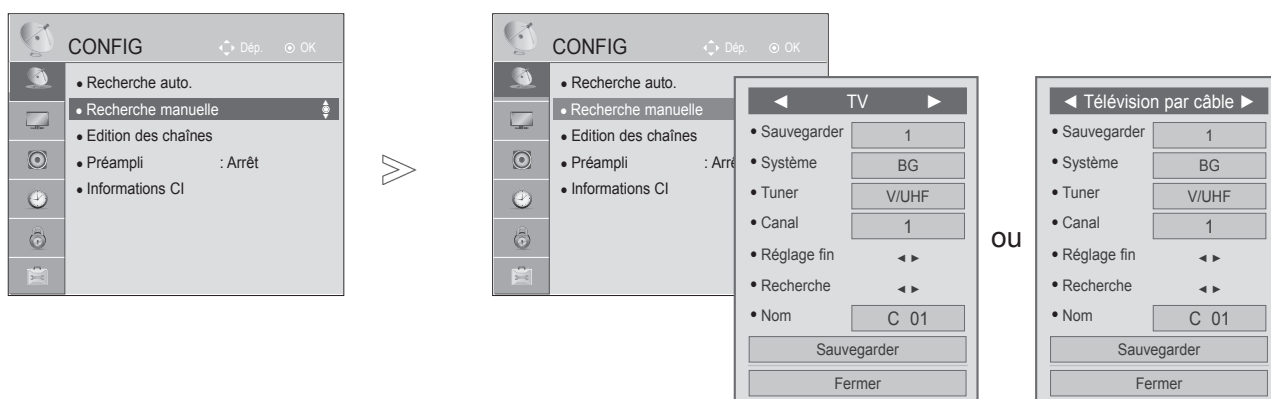 CONFIG Dép. OK
• Recherche auto.
• Recherche manuelle
• Edition des chaînes
• Préampli : Arrêt
• Informations CI
CONFIG Dép. OK
• Recherche auto.
• Recherche manuelle
• Edition des chaînes
• Préampli : Arrê
• Informations CI
◄ TV ►
• Sauvegarder 1
• Système BG
• Tuner V/UHF
• Canal 1
• Réglage fin ◄ ►
• Recherche ◄ ►
• Nom C 01
Sauvegarder
Fermer
ou
◄ Télévision par câble ►
• Sauvegarder 1
• Système BG
• Tuner V/UHF
• Canal 1
• Réglage fin ◄ ►
• Recherche ◄ ►
• Nom C 01
Sauvegarder
Fermer